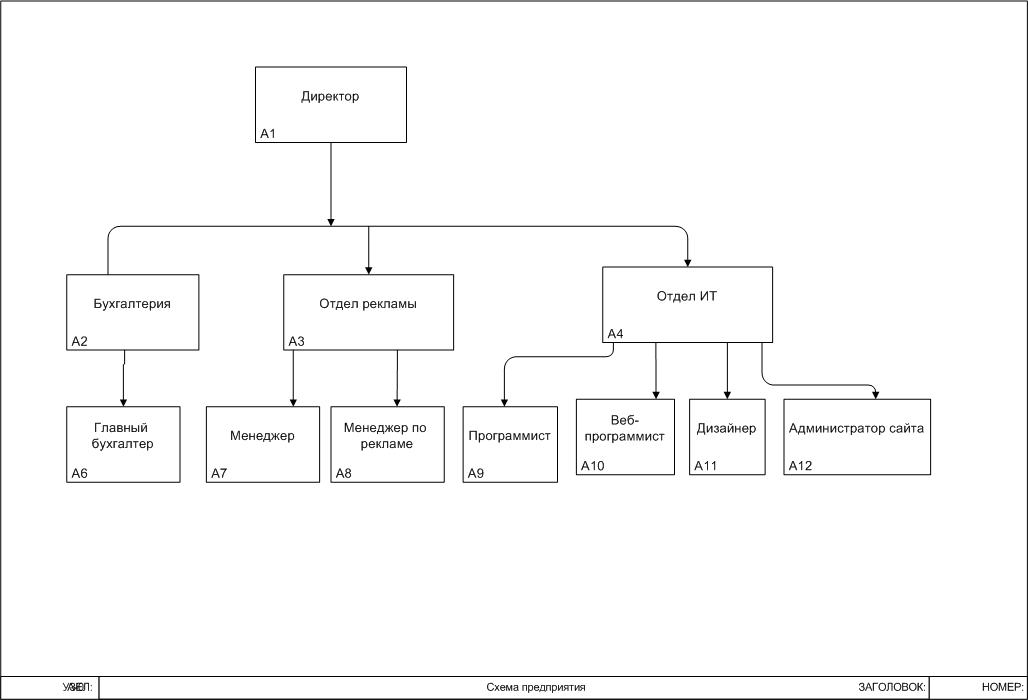 Директор
A1
Бухгалтерия
A2
Отдел рекламы
A3
Отдел ИТ
A4
Главный
бухгалтер
A6
Менеджер
A7
Менеджер по
рекламе
A8
Программист
A9
Веб-
программист
A10
Дизайнер
A11
Администратор сайта
A12
Схема предприятия
ЗАГОЛОВОК:
НОМЕР: